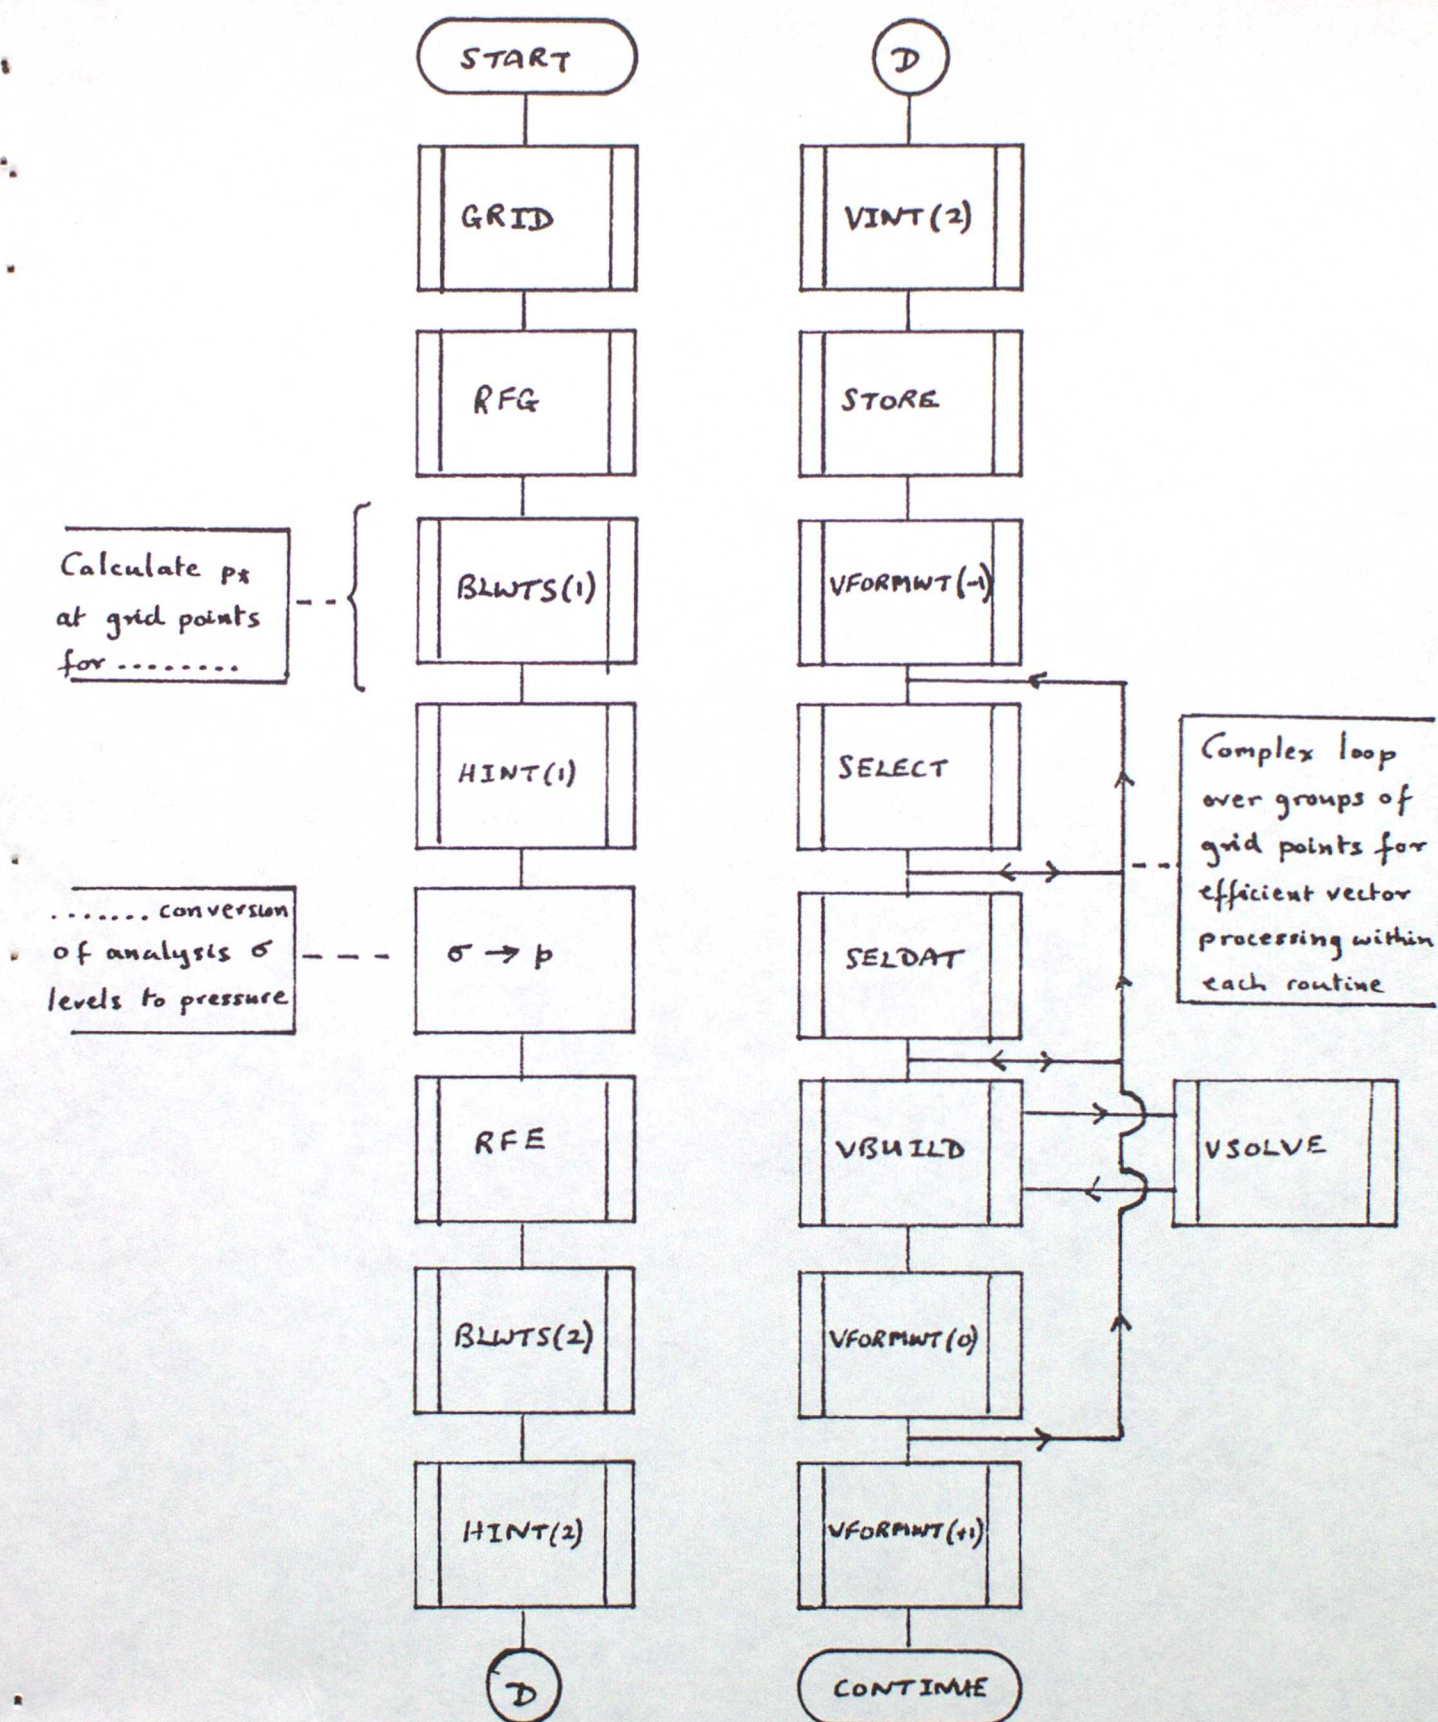 START
GRID
RFG
Calculate p*
at grid points
for ........
BLWTS(1)
HINT(1)
....... conversion
of analysis σ
levels to pressure
σ → p
RFE
BLWTS(2)
HINT(2)
D
D
VINT(2)
STORE
VFORMWT(-1)
SELECT
Complex loop
over groups of
grid points for
efficient vector
processing within
each routine
SELDAT
VBUILD
VSOLVE
VFORMWT(0)
VFORMWT(+1)
CONTINUE